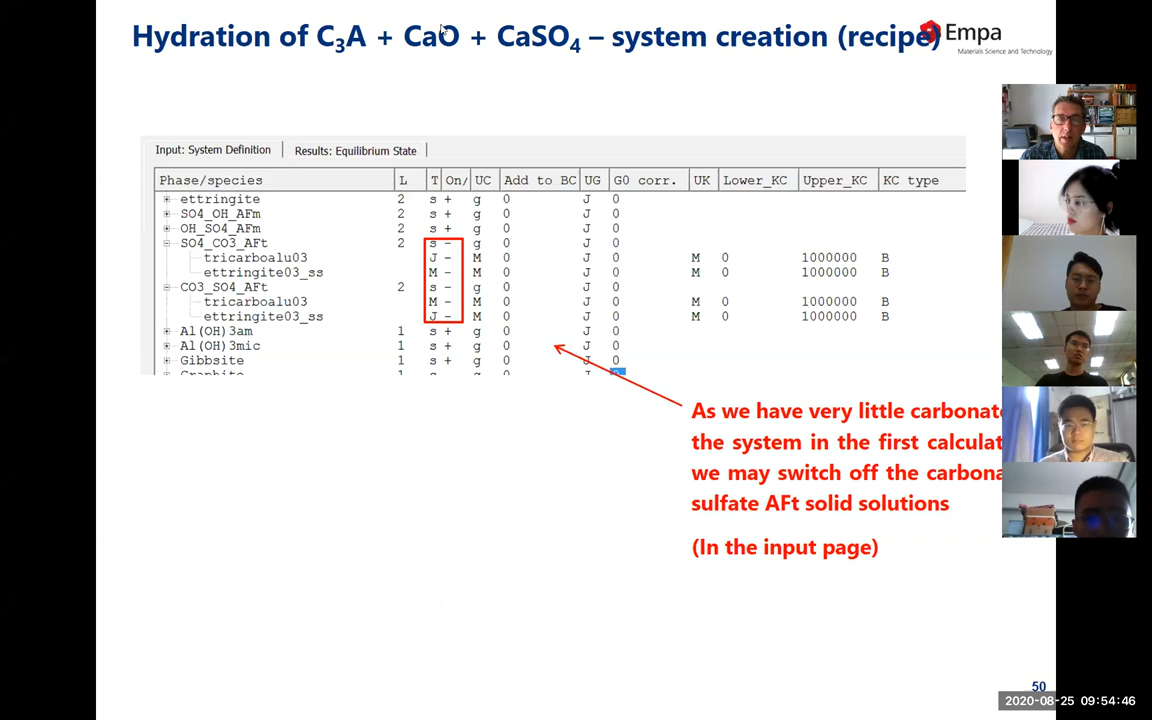 Hydration of C₃A + CaO + CaSO₄ – system creation (recipe)
Empa
Materials Science and Technology
Input: System Definition Results: Equilibrium State
Phase/species L T On/ UC Add to BC UG G0 corr. UK Lower_KC Upper_KC KC type
ettringite 2 s + g 0 J 0
SO4_OH_AFm 2 s + g 0 J 0
OH_SO4_AFm 2 s + g 0 J 0
SO4_CO3_AFt 2 s - g 0 J 0
tricarboalu03 J - M 0 J 0 M 0 1000000 B
ettringite03_ss M - M 0 J 0 M 0 1000000 B
CO3_SO4_AFt 2 s - g 0 J 0
tricarboalu03 M - M 0 J 0 M 0 1000000 B
ettringite03_ss J - M 0 J 0 M 0 1000000 B
Al(OH)3am 1 s + g 0 J 0
Al(OH)3mic 1 s + g 0 J 0
Gibbsite 1 s + g 0 J 0
Graphite 1 s g 0 J
As we have very little carbonate
the system in the first
we may switch off the
sulfate AFt solid solutions
(In the input page)
50
2020-08-25 09:54:46